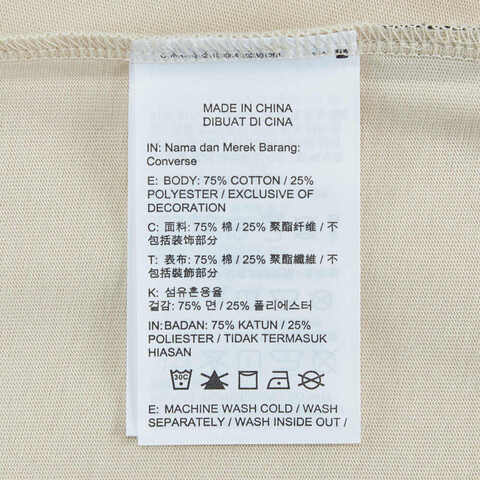 MADE IN CHINA
DIBUAT DI CINA
IN: Nama dan Merek Barang:
Converse
E: BODY: 75% COTTON / 25%
POLYESTER / EXCLUSIVE OF
DECORATION
C: 面料: 75% 棉 / 25% 聚酯纤维 / 不
包括装饰部分
T: 表布: 75% 棉 / 25% 聚酯纖維 / 不
包括裝飾部分
K: 섬유혼용율
겉감: 75% 면 / 25% 폴리에스터
IN: BADAN: 75% KATUN / 25%
POLIESTER / TIDAK TERMASUK
HIASAN
30C
E: MACHINE WASH COLD / WASH
SEPARATELY / WASH INSIDE OUT /